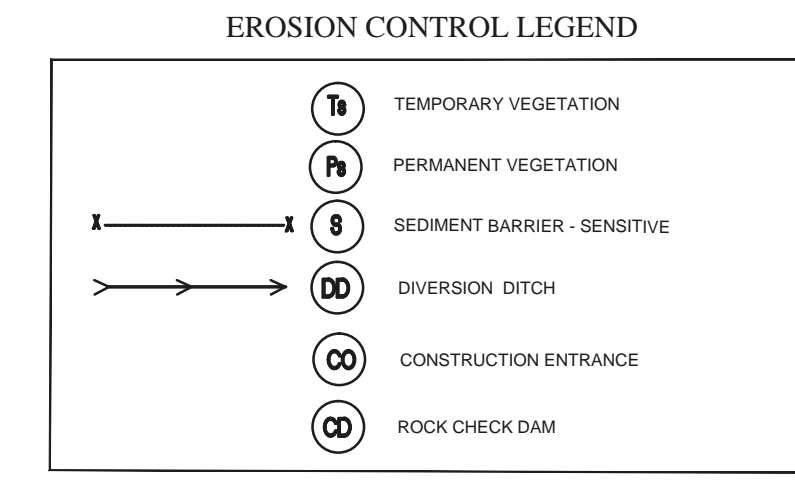 EROSION CONTROL LEGEND
Ts TEMPORARY VEGETATION
Ps PERMANENT VEGETATION
X X S SEDIMENT BARRIER - SENSITIVE
DD DIVERSION DITCH
CO CONSTRUCTION ENTRANCE
CD ROCK CHECK DAM